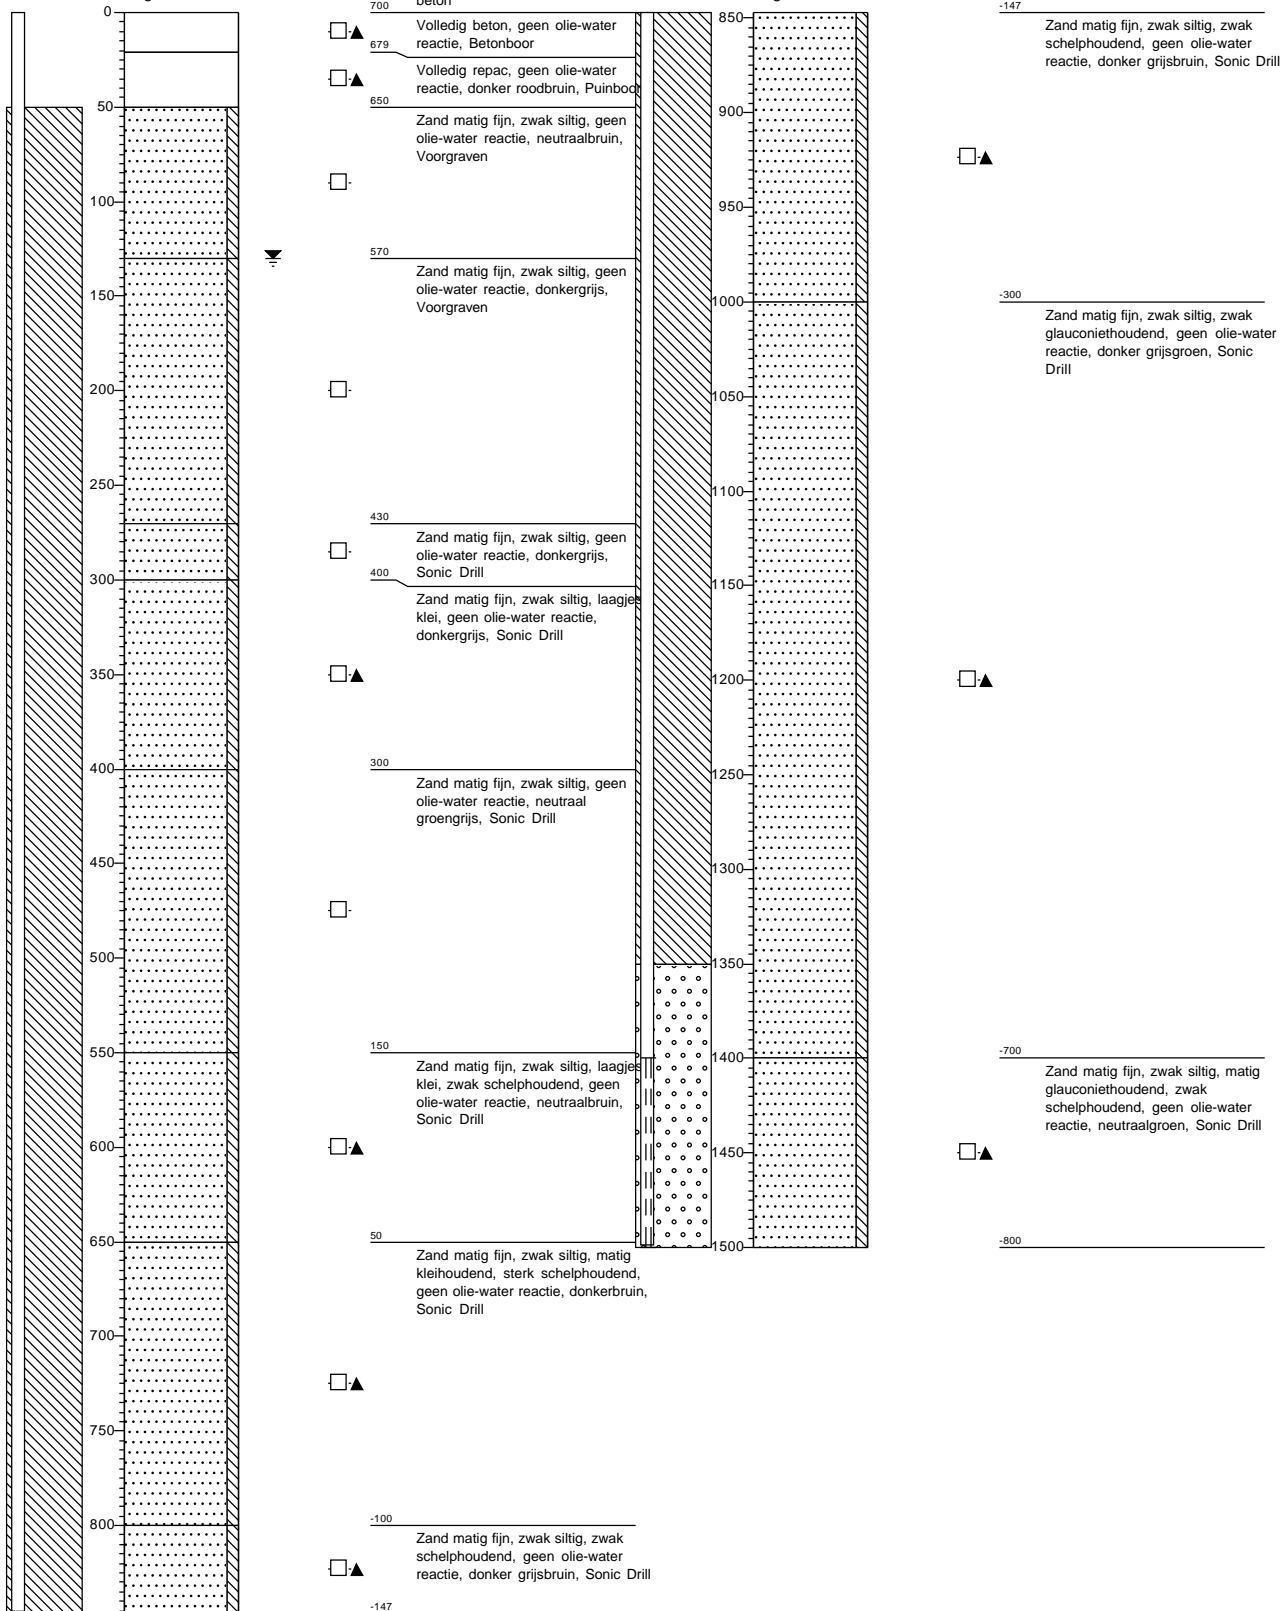 beton
0
700
Volledig beton, geen olie-water
reactie, Betonboor
679
Volledig repac, geen olie-water
reactie, donker roodbruin, Puinboor
50
650
Zand matig fijn, zwak siltig, geen
olie-water reactie, neutraalbruin,
Voorgraven
100
570
Zand matig fijn, zwak siltig, geen
olie-water reactie, donkergrijs,
Voorgraven
150
200
250
430
Zand matig fijn, zwak siltig, geen
olie-water reactie, donkergrijs,
Sonic Drill
300
400
Zand matig fijn, zwak siltig, laagjes
klei, geen olie-water reactie,
donkergrijs, Sonic Drill
350
400
300
Zand matig fijn, zwak siltig, geen
olie-water reactie, neutraal
groengrijs, Sonic Drill
450
500
550
150
Zand matig fijn, zwak siltig, laagjes
klei, zwak schelphoudend, geen
olie-water reactie, neutraalbruin,
Sonic Drill
600
650
50
Zand matig fijn, zwak siltig, matig
kleihoudend, sterk schelphoudend,
geen olie-water reactie, donkerbruin,
Sonic Drill
700
750
800
-100
Zand matig fijn, zwak siltig, zwak
schelphoudend, geen olie-water
reactie, donker grijsbruin, Sonic Drill
-147
850
-147
Zand matig fijn, zwak siltig, zwak
schelphoudend, geen olie-water
reactie, donker grijsbruin, Sonic Drill
900
950
1000
-300
Zand matig fijn, zwak siltig, zwak
glauconiethoudend, geen olie-water
reactie, donker grijsgroen, Sonic
Drill
1050
1100
1150
1200
1250
1300
1350
1400
-700
Zand matig fijn, zwak siltig, matig
glauconiethoudend, zwak
schelphoudend, geen olie-water
reactie, neutraalgroen, Sonic Drill
1450
1500
-800